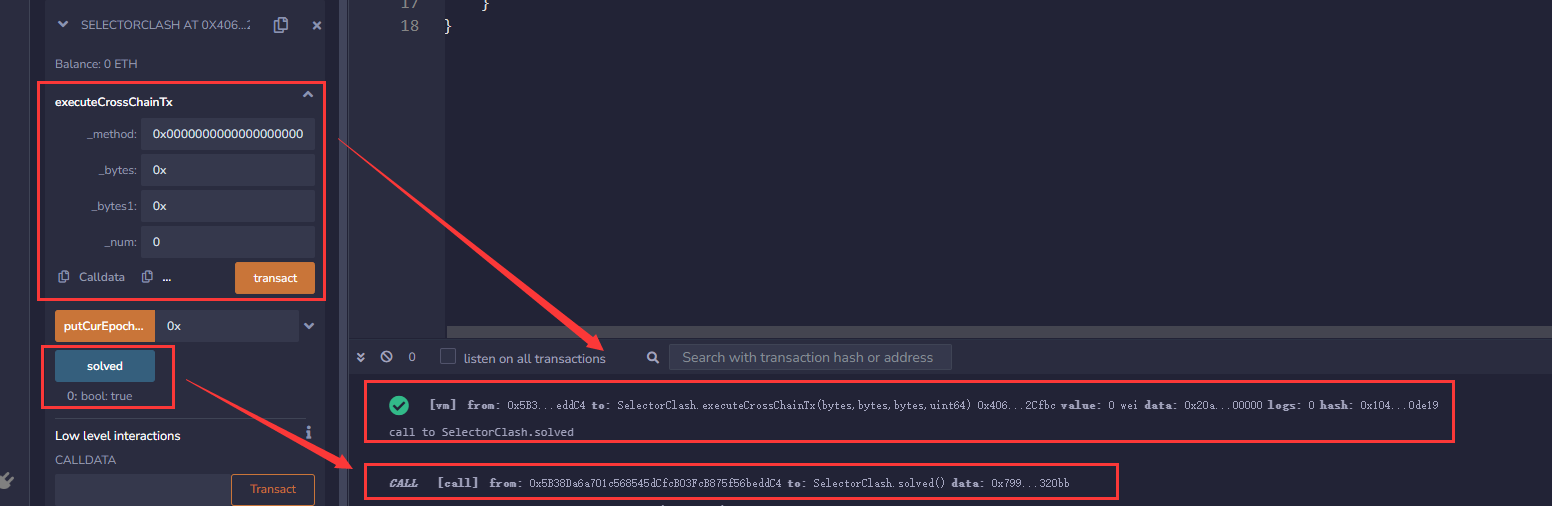 SELECTORCLASH AT 0X406...2
Balance: 0 ETH
executeCrossChainTx
_method: 0x0000000000000000000
_bytes: 0x
_bytes1: 0x
_num: 0
Calldata ...
transact
putCurEpoch... 0x
solved
0: bool: true
Low level interactions i
CALLDATA
Transact
17 }
18 }
0 listen on all transactions Search with transaction hash or address
[vm] from: 0x5B3...eddC4 to: SelectorClash.executeCrossChainTx(bytes,bytes,bytes,uint64) 0x406...2Cfbc value: 0 wei data: 0x20a...00000 logs: 0 hash: 0x104...0de19
call to SelectorClash.solved
CALL [call] from: 0x5B38Da6a701c568545dCfcB03FcB875f56beddC4 to: SelectorClash.solved() data: 0x799...320bb